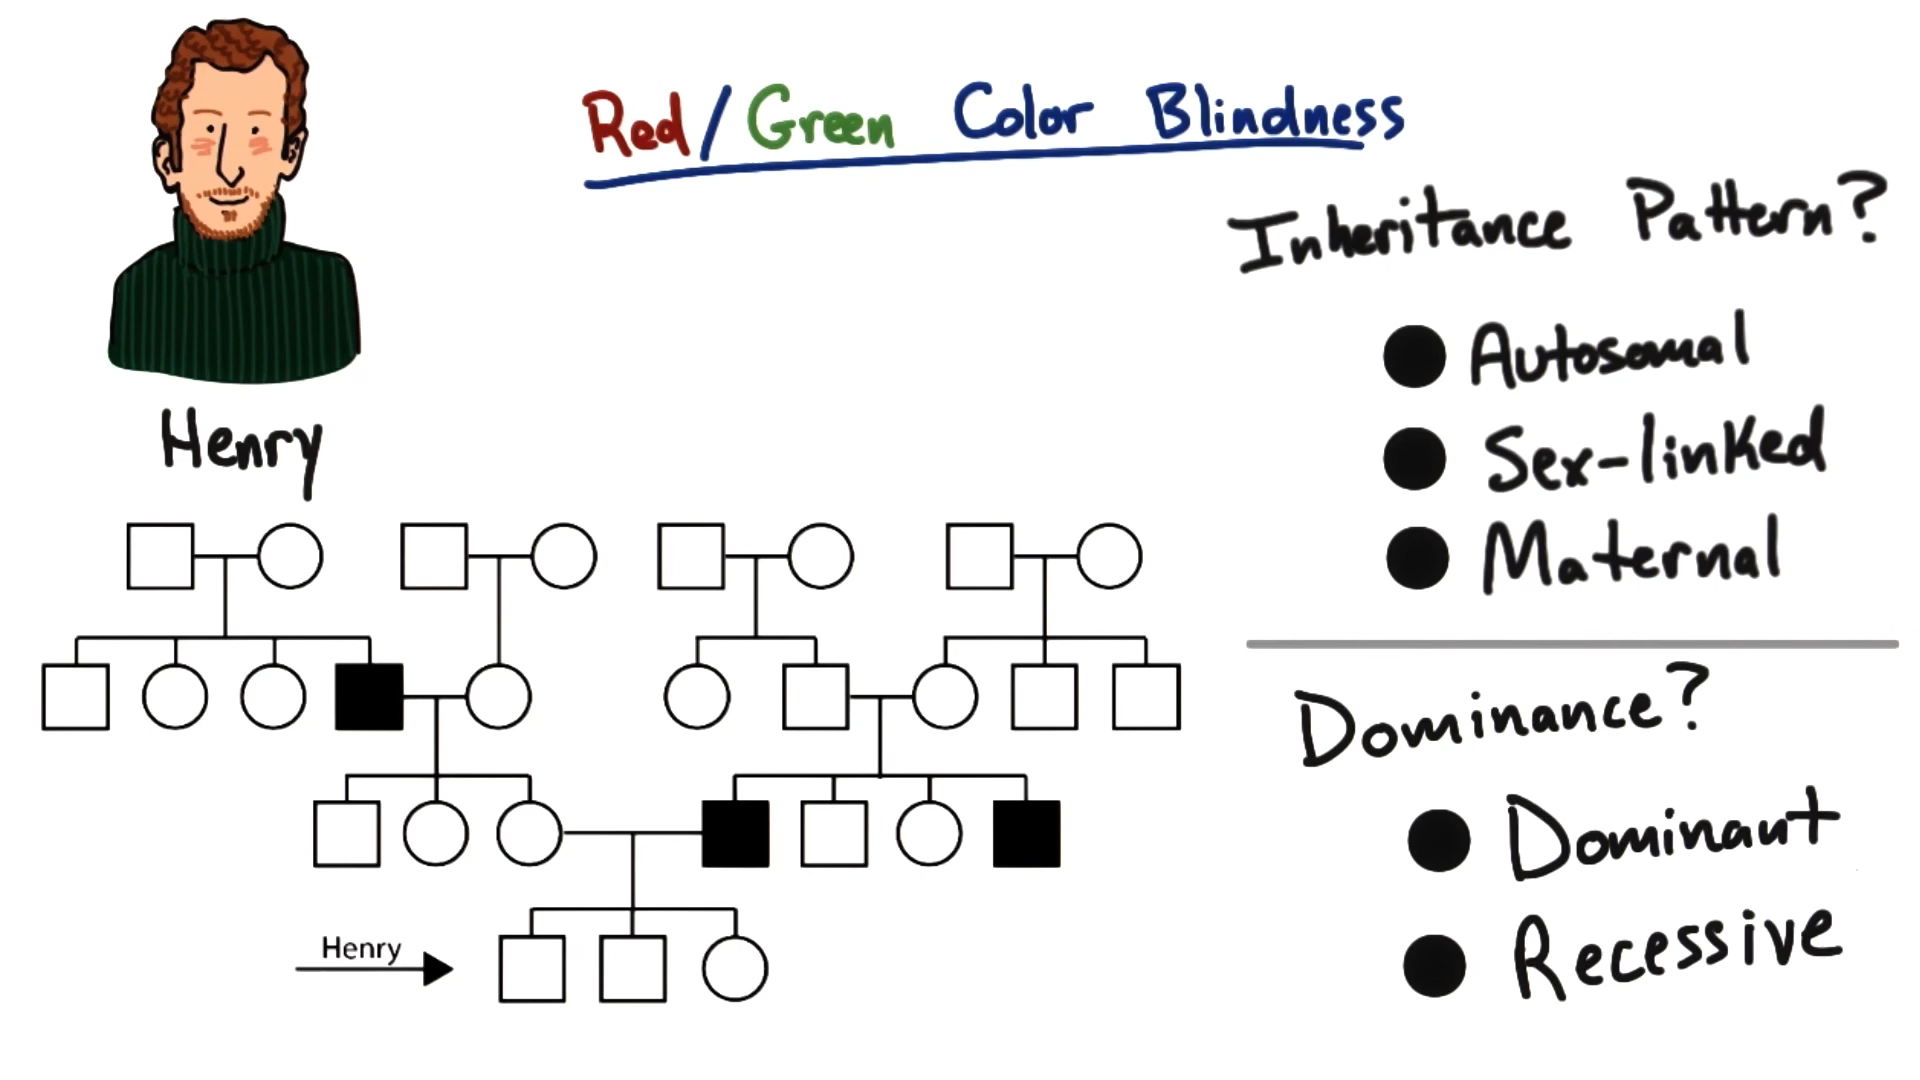 Red/Green Color Blindness
Inheritance Pattern?
Autosomal
Sex-linked
Maternal
Henry
Dominance?
Dominant
Recessive
Henry